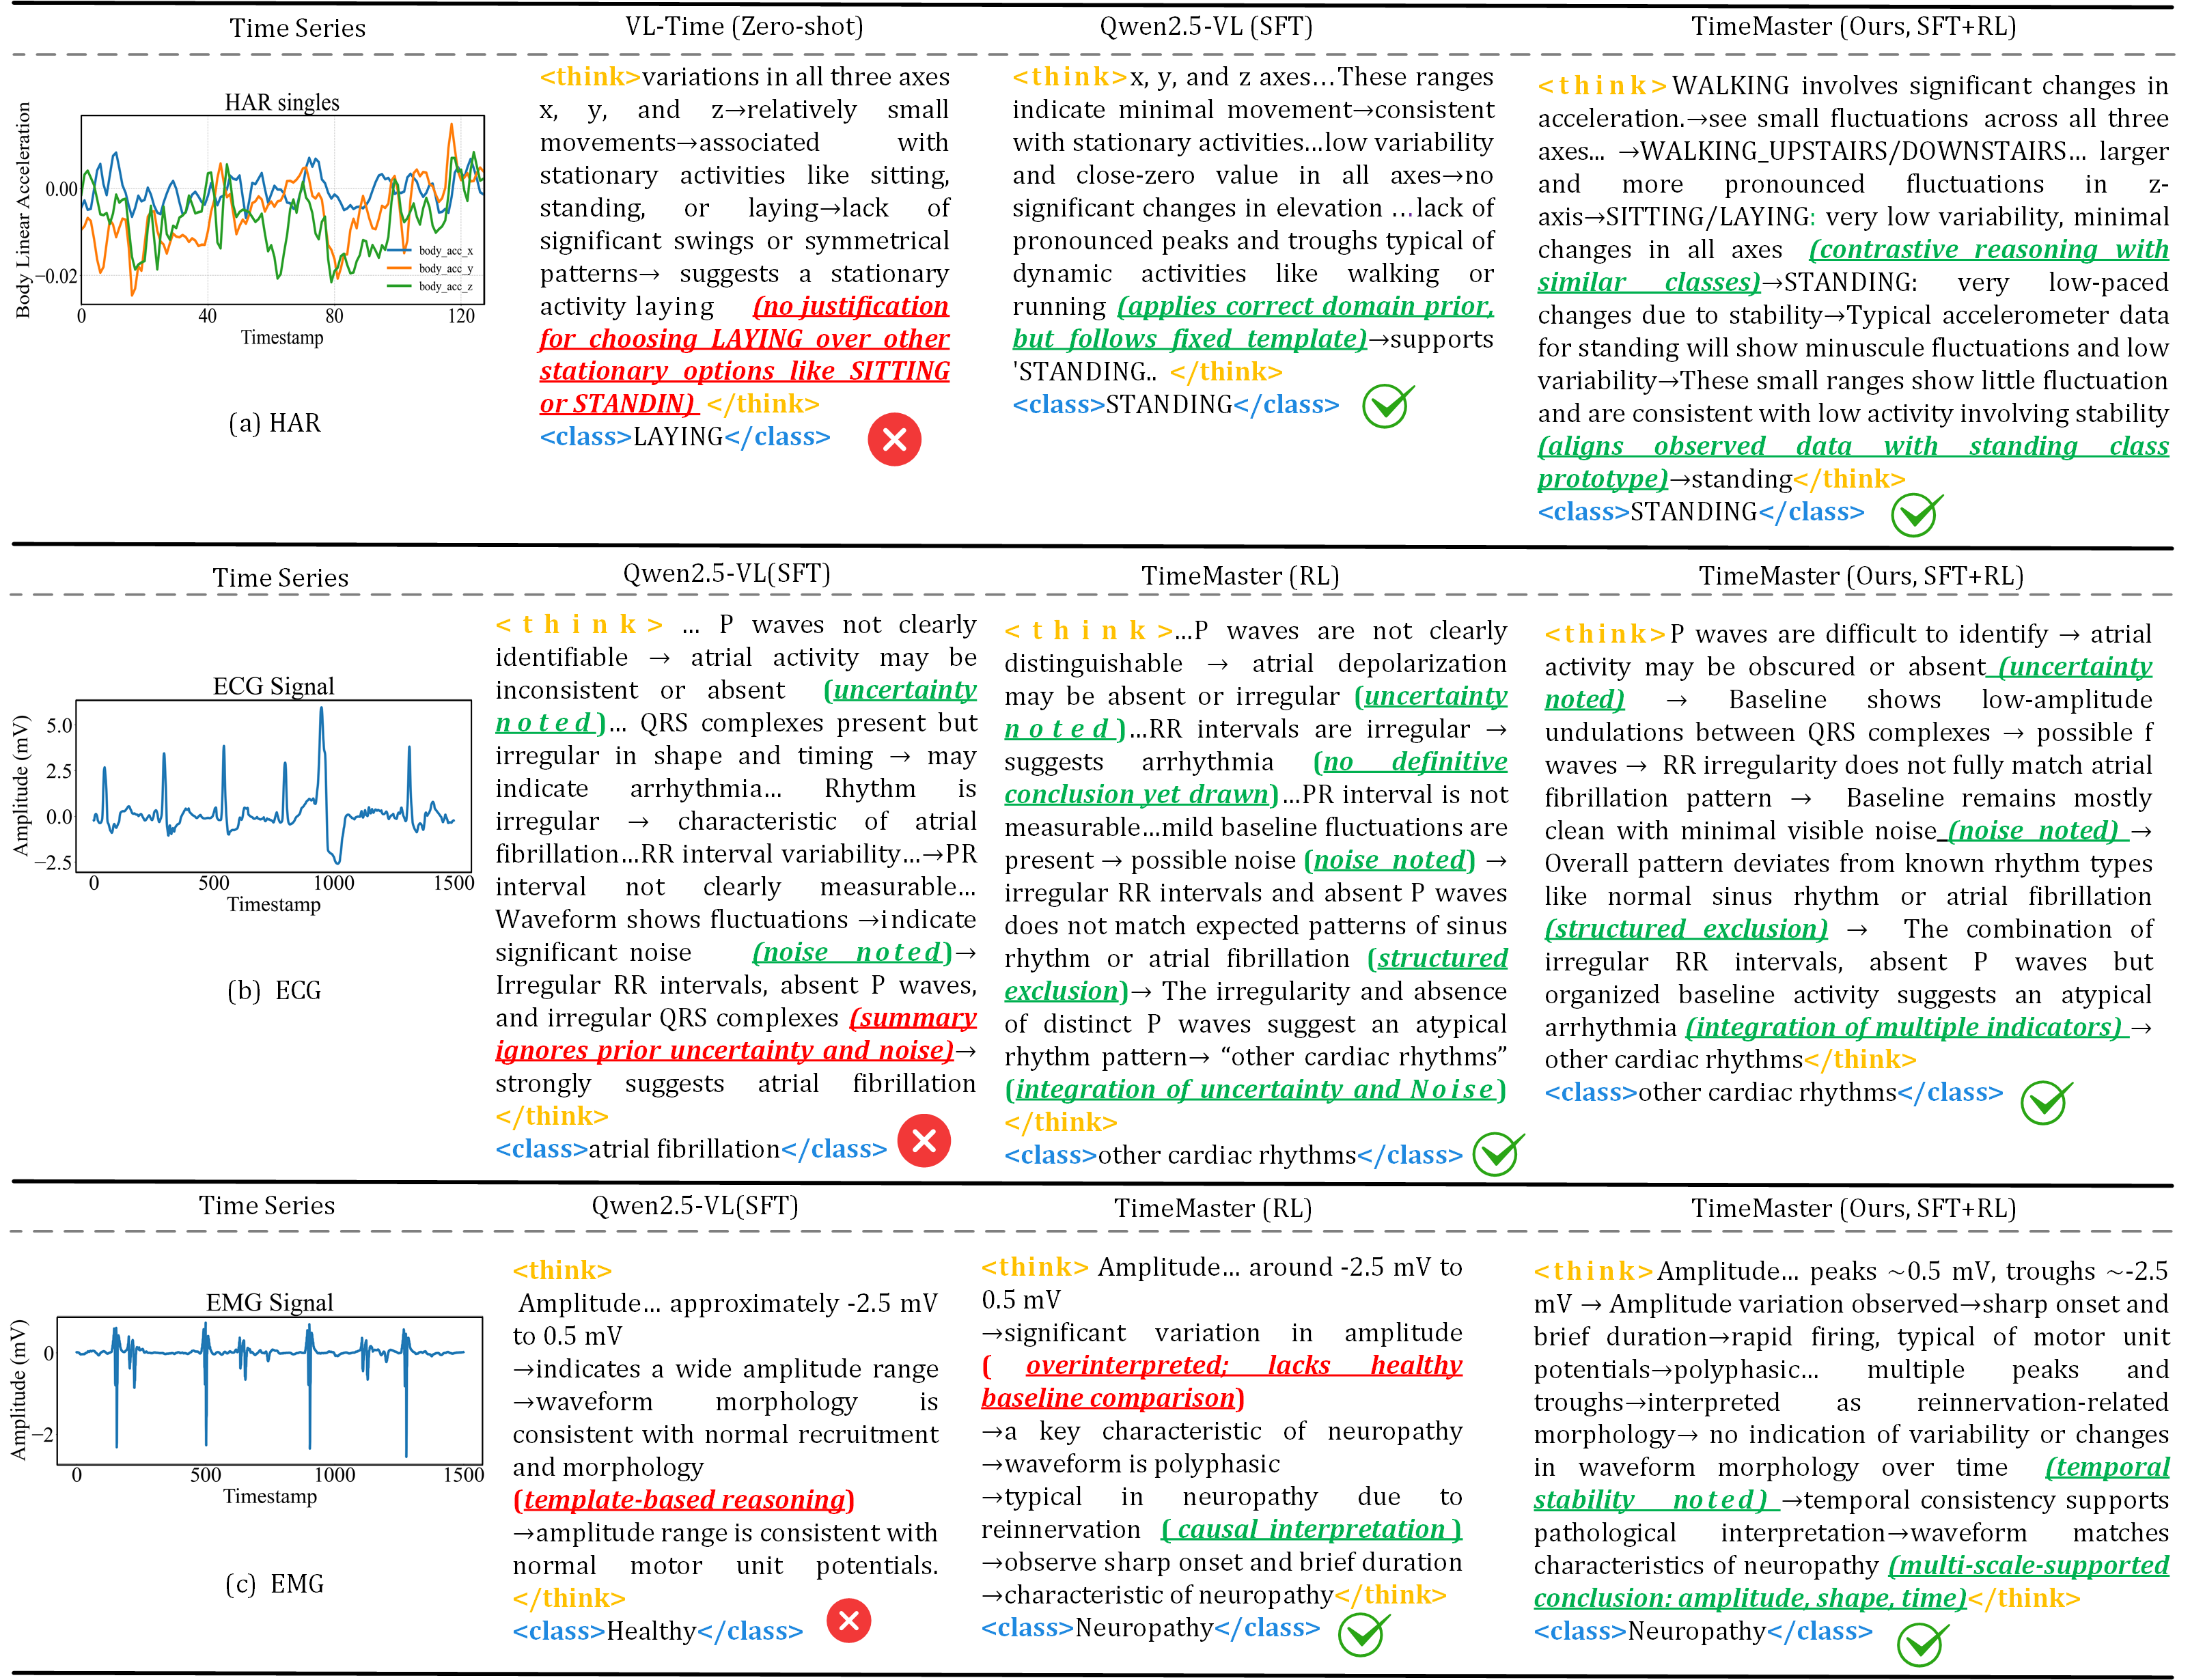 Time Series
VL-Time (Zero-shot)
Qwen2.5-VL (SFT)
TimeMaster (Ours, SFT+RL)
HAR singles
Body Linear Acceleration
0.00
−0.02
body_acc_x
body_acc_y
body_acc_z
0 40 80 120
Timestamp
(a) HAR
<think>variations in all three axes
x, y, and z→relatively small
movements→associated with
stationary activities like sitting,
standing, or laying→lack of
significant swings or symmetrical
patterns→ suggests a stationary
activity laying (no justification
for choosing LAYING over other
stationary options like SITTING
or STANDIN) </think>
<class>LAYING</class>
<think>x, y, and z axes…These ranges
indicate minimal movement→consistent
with stationary activities…low variability
and close-zero value in all axes→no
significant changes in elevation …lack of
pronounced peaks and troughs typical of
dynamic activities like walking or
running (applies correct domain prior,
but follows fixed template)→supports
'STANDING.. </think>
<class>STANDING</class>
<think>WALKING involves significant changes in
acceleration.→see small fluctuations across all three
axes... →WALKING_UPSTAIRS/DOWNSTAIRS... larger
and more pronounced fluctuations in z-
axis→SITTING/LAYING: very low variability, minimal
changes in all axes (contrastive reasoning with
similar classes)→STANDING: very low-paced
changes due to stability→Typical accelerometer data
for standing will show minuscule fluctuations and low
variability→These small ranges show little fluctuation
and are consistent with low activity involving stability
(aligns observed data with standing class
prototype)→standing</think>
<class>STANDING</class>
Time Series
Qwen2.5-VL(SFT)
TimeMaster (RL)
TimeMaster (Ours, SFT+RL)
ECG Signal
Amplitude (mV)
5.0
2.5
0.0
−2.5
0 500 1000 1500
Timestamp
(b) ECG
<think> … P waves not clearly
identifiable → atrial activity may be
inconsistent or absent (uncertainty
noted)… QRS complexes present but
irregular in shape and timing → may
indicate arrhythmia… Rhythm is
irregular → characteristic of atrial
fibrillation…RR interval variability…→PR
interval not clearly measurable…
Waveform shows fluctuations →indicate
significant noise (noise noted)→
Irregular RR intervals, absent P waves,
and irregular QRS complexes (summary
ignores prior uncertainty and noise)→
strongly suggests atrial fibrillation
</think>
<class>atrial fibrillation</class>
<think>…P waves are not clearly
distinguishable → atrial depolarization
may be absent or irregular (uncertainty
noted)…RR intervals are irregular →
suggests arrhythmia (no definitive
conclusion yet drawn)…PR interval is not
measurable…mild baseline fluctuations are
present → possible noise (noise noted) →
irregular RR intervals and absent P waves
does not match expected patterns of sinus
rhythm or atrial fibrillation (structured
exclusion)→ The irregularity and absence
of distinct P waves suggest an atypical
rhythm pattern→ “other cardiac rhythms”
(integration of uncertainty and Noise)
</think>
<class>other cardiac rhythms</class>
<think>P waves are difficult to identify → atrial
activity may be obscured or absent (uncertainty
noted) → Baseline shows low-amplitude
undulations between QRS complexes → possible f
waves → RR irregularity does not fully match atrial
fibrillation pattern → Baseline remains mostly
clean with minimal visible noise (noise noted) →
Overall pattern deviates from known rhythm types
like normal sinus rhythm or atrial fibrillation
(structured exclusion) → The combination of
irregular RR intervals, absent P waves but
organized baseline activity suggests an atypical
arrhythmia (integration of multiple indicators) →
other cardiac rhythms</think>
<class>other cardiac rhythms</class>
Time Series
Qwen2.5-VL(SFT)
TimeMaster (RL)
TimeMaster (Ours, SFT+RL)
EMG Signal
Amplitude (mV)
0
−2
0 500 1000 1500
Timestamp
(c) EMG
<think>
Amplitude… approximately -2.5 mV
to 0.5 mV
→indicates a wide amplitude range
→waveform morphology is
consistent with normal recruitment
and morphology
(template-based reasoning)
→amplitude range is consistent with
normal motor unit potentials.
</think>
<class>Healthy</class>
<think> Amplitude… around -2.5 mV to
0.5 mV
→significant variation in amplitude
( overinterpreted; lacks healthy
baseline comparison)
→a key characteristic of neuropathy
→waveform is polyphasic
→typical in neuropathy due to
reinnervation ( causal interpretation )
→observe sharp onset and brief duration
→characteristic of neuropathy</think>
<class>Neuropathy</class>
<think>Amplitude… peaks ~0.5 mV, troughs ~-2.5
mV → Amplitude variation observed→sharp onset and
brief duration→rapid firing, typical of motor unit
potentials→polyphasic… multiple peaks and
troughs→interpreted as reinnervation-related
morphology→ no indication of variability or changes
in waveform morphology over time (temporal
stability noted) →temporal consistency supports
pathological interpretation→waveform matches
characteristics of neuropathy (multi-scale-supported
conclusion: amplitude, shape, time)</think>
<class>Neuropathy</class>